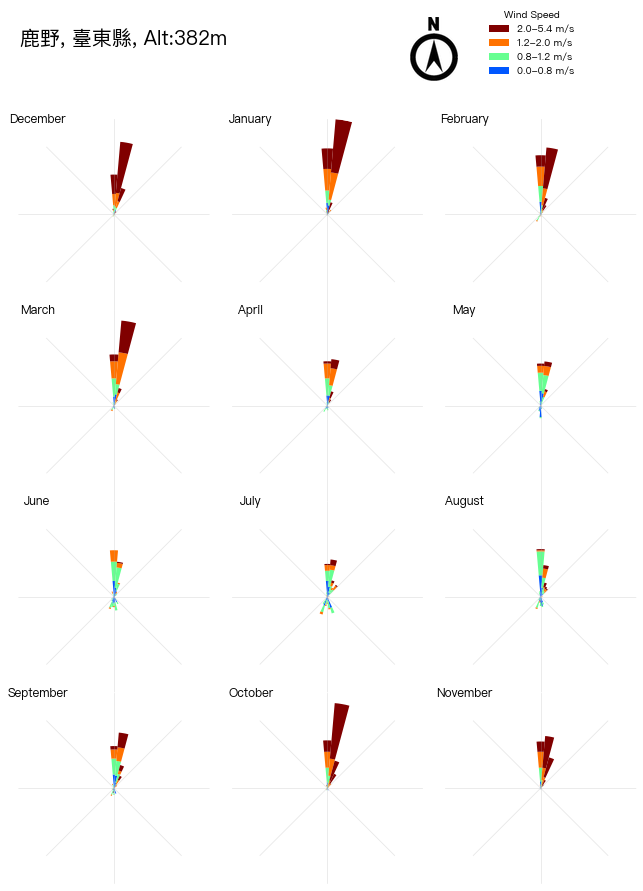 鹿野, 臺東縣, Alt:382m
N
Wind Speed
2.0–5.4 m/s
1.2–2.0 m/s
0.8–1.2 m/s
0.0–0.8 m/s
December
January
February
March
April
May
June
July
August
September
October
November